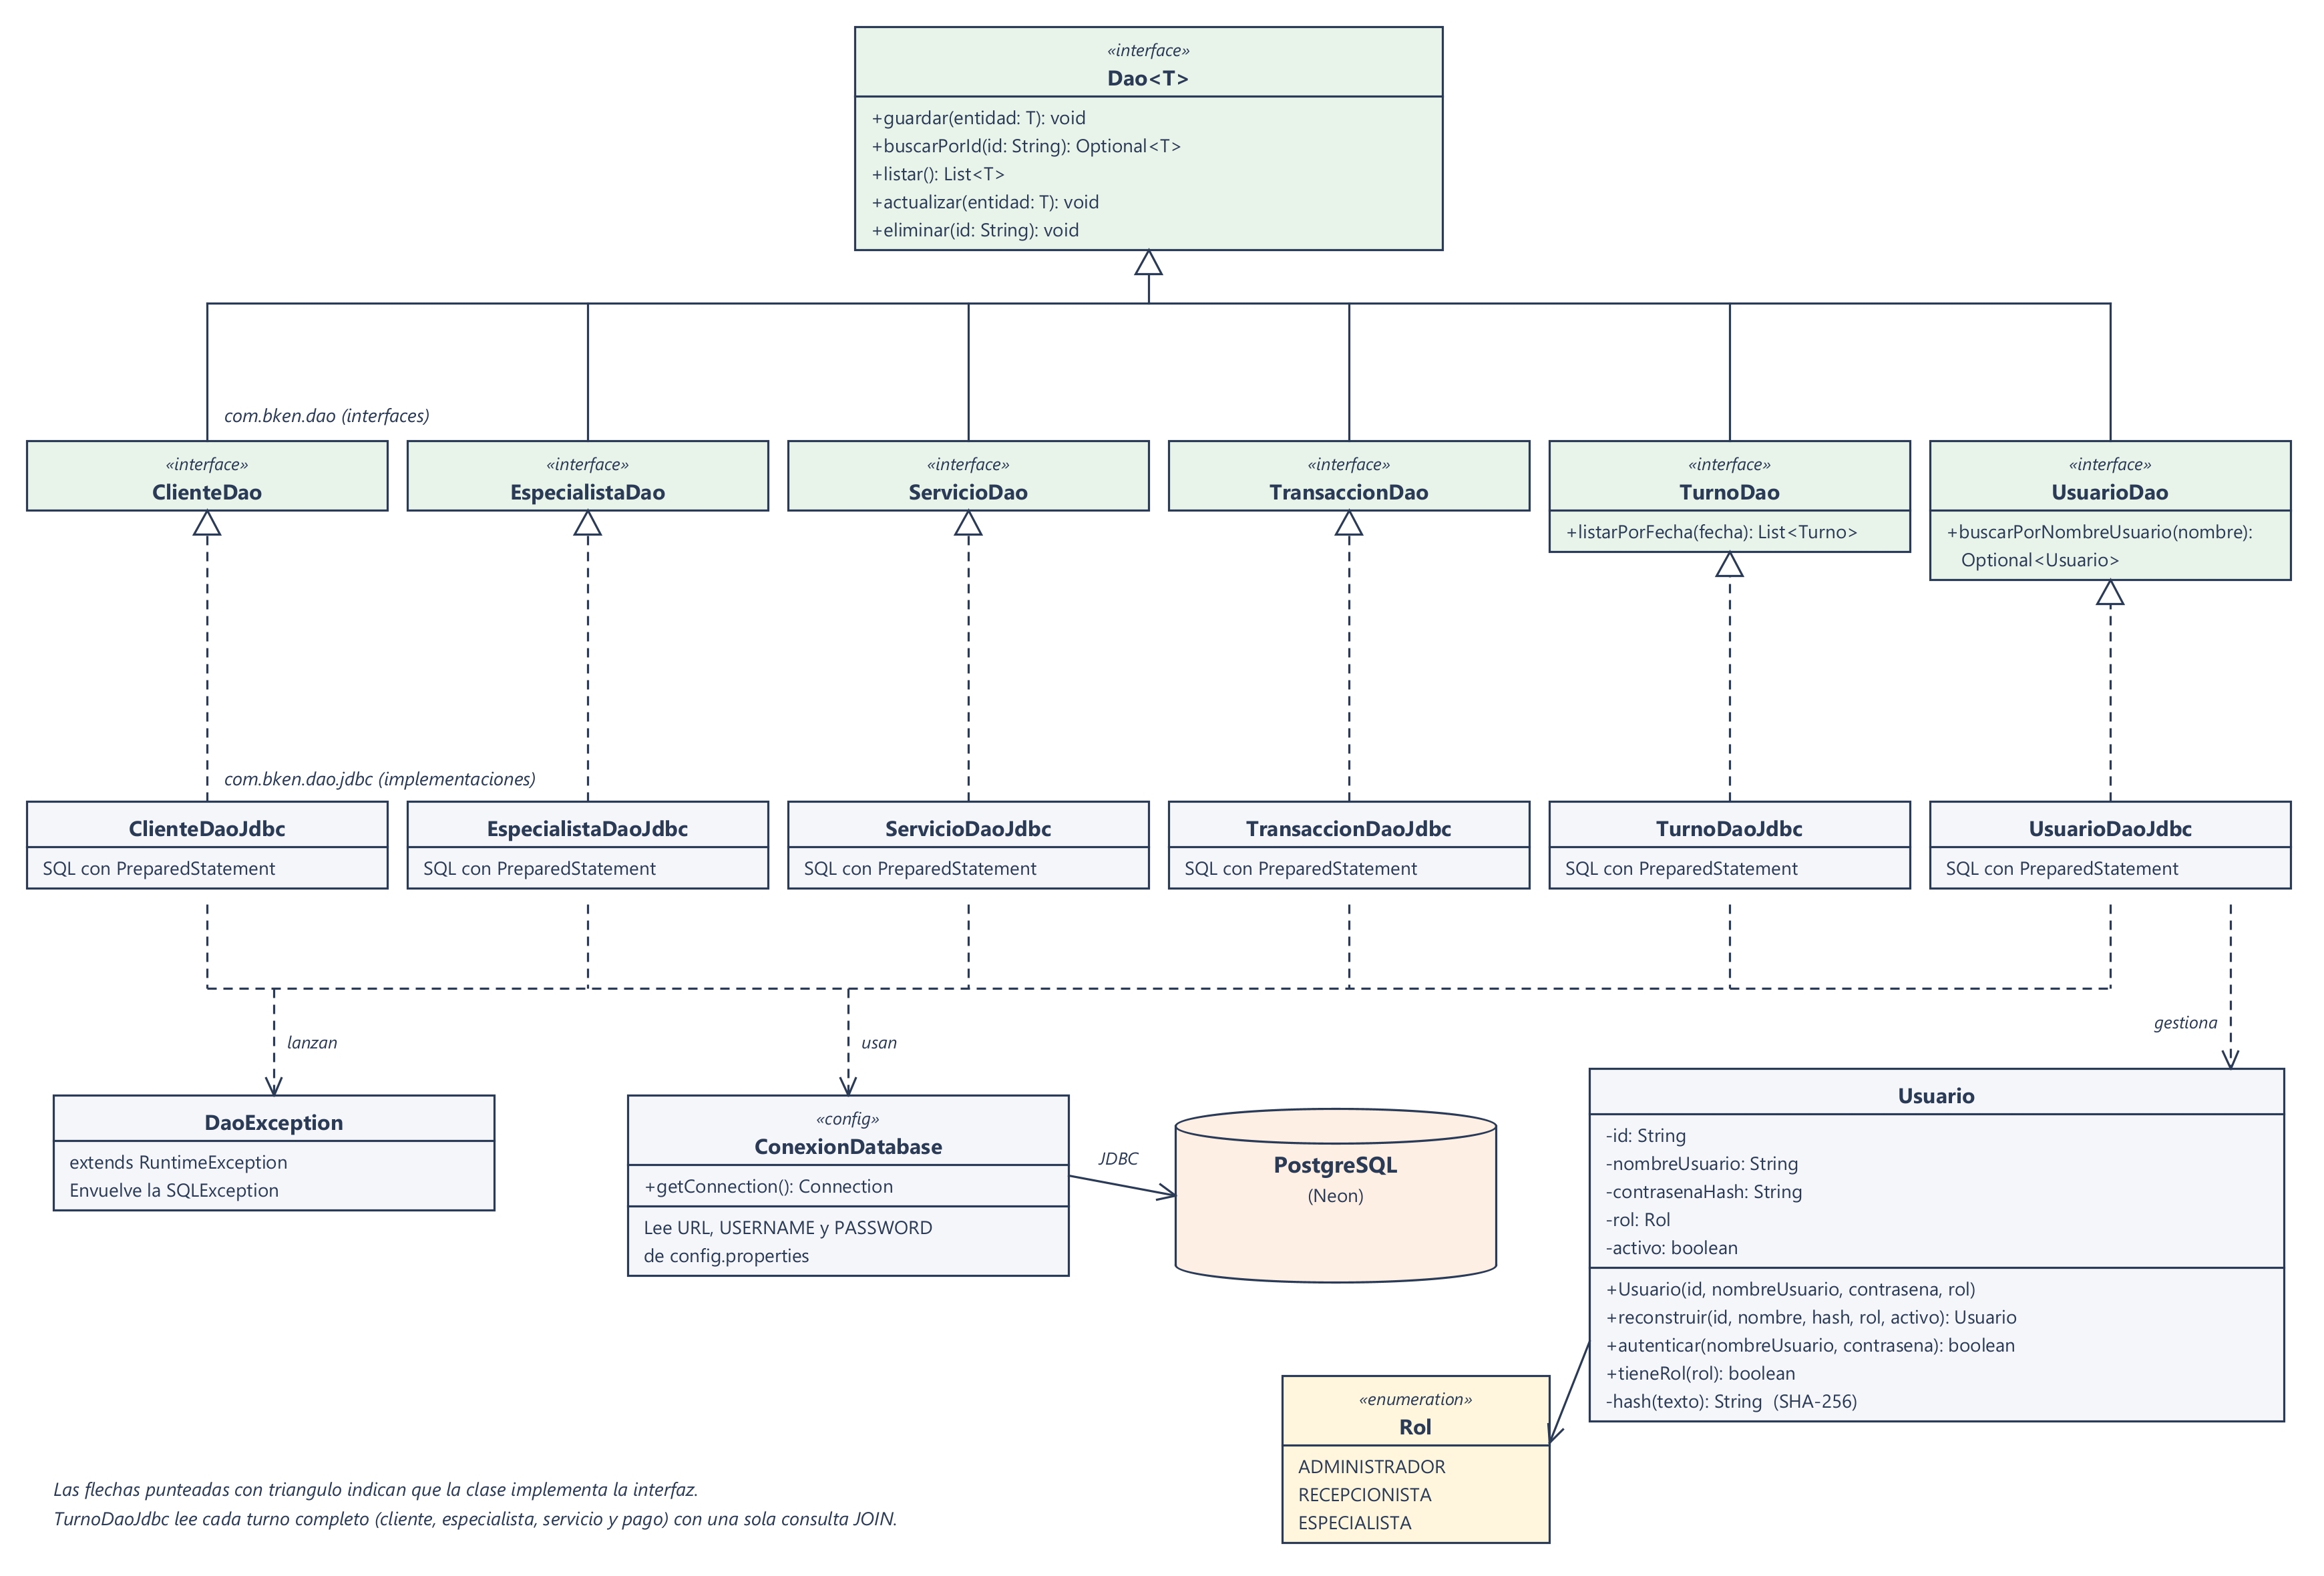 «interface»
Dao<T>
+guardar(entidad: T): void
+buscarPorId(id: String): Optional<T>
+listar(): List<T>
+actualizar(entidad: T): void
+eliminar(id: String): void
com.bken.dao (interfaces)
«interface»
ClienteDao
«interface»
EspecialistaDao
«interface»
ServicioDao
«interface»
TransaccionDao
«interface»
TurnoDao
+listarPorFecha(fecha): List<Turno>
«interface»
UsuarioDao
+buscarPorNombreUsuario(nombre):
Optional<Usuario>
com.bken.dao.jdbc (implementaciones)
ClienteDaoJdbc
SQL con PreparedStatement
EspecialistaDaoJdbc
SQL con PreparedStatement
ServicioDaoJdbc
SQL con PreparedStatement
TransaccionDaoJdbc
SQL con PreparedStatement
TurnoDaoJdbc
SQL con PreparedStatement
UsuarioDaoJdbc
SQL con PreparedStatement
lanzan
usan
gestiona
DaoException
extends RuntimeException
Envuelve la SQLException
«config»
ConexionDatabase
+getConnection(): Connection
Lee URL, USERNAME y PASSWORD
de config.properties
JDBC
PostgreSQL
(Neon)
Usuario
-id: String
-nombreUsuario: String
-contrasenaHash: String
-rol: Rol
-activo: boolean
+Usuario(id, nombreUsuario, contrasena, rol)
+reconstruir(id, nombre, hash, rol, activo): Usuario
+autenticar(nombreUsuario, contrasena): boolean
+tieneRol(rol): boolean
-hash(texto): String  (SHA-256)
«enumeration»
Rol
ADMINISTRADOR
RECEPCIONISTA
ESPECIALISTA
Las flechas punteadas con triangulo indican que la clase implementa la interfaz.
TurnoDaoJdbc lee cada turno completo (cliente, especialista, servicio y pago) con una sola consulta JOIN.